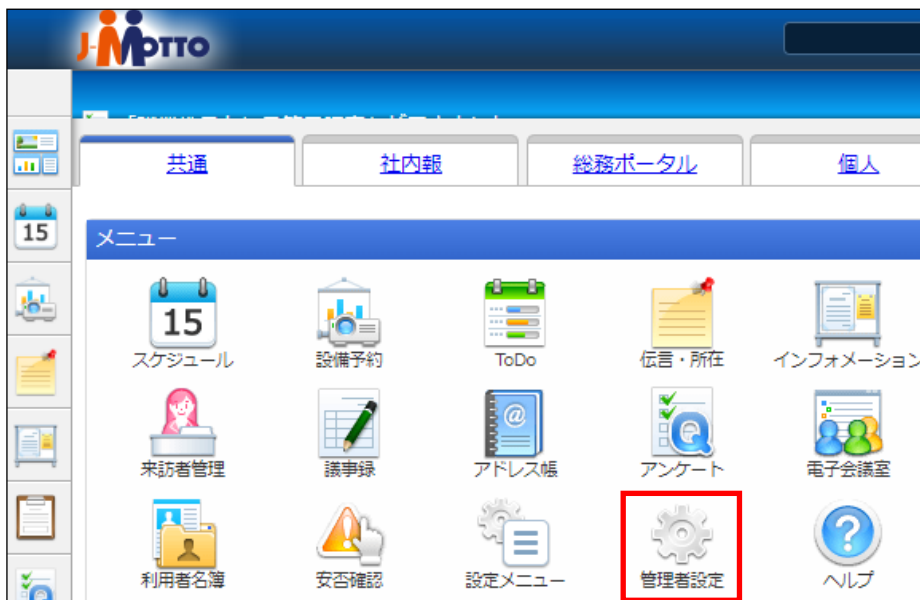 J-MOTTO
共通 社内報 総務ポータル 個人
15
メニュー
15
スケジュール 設備予約 ToDo 伝言・所在 インフォメーション
来訪者管理 議事録 アドレス帳 アンケート 電子会議室
利用者名簿 安否確認 設定メニュー 管理者設定 ヘルプ